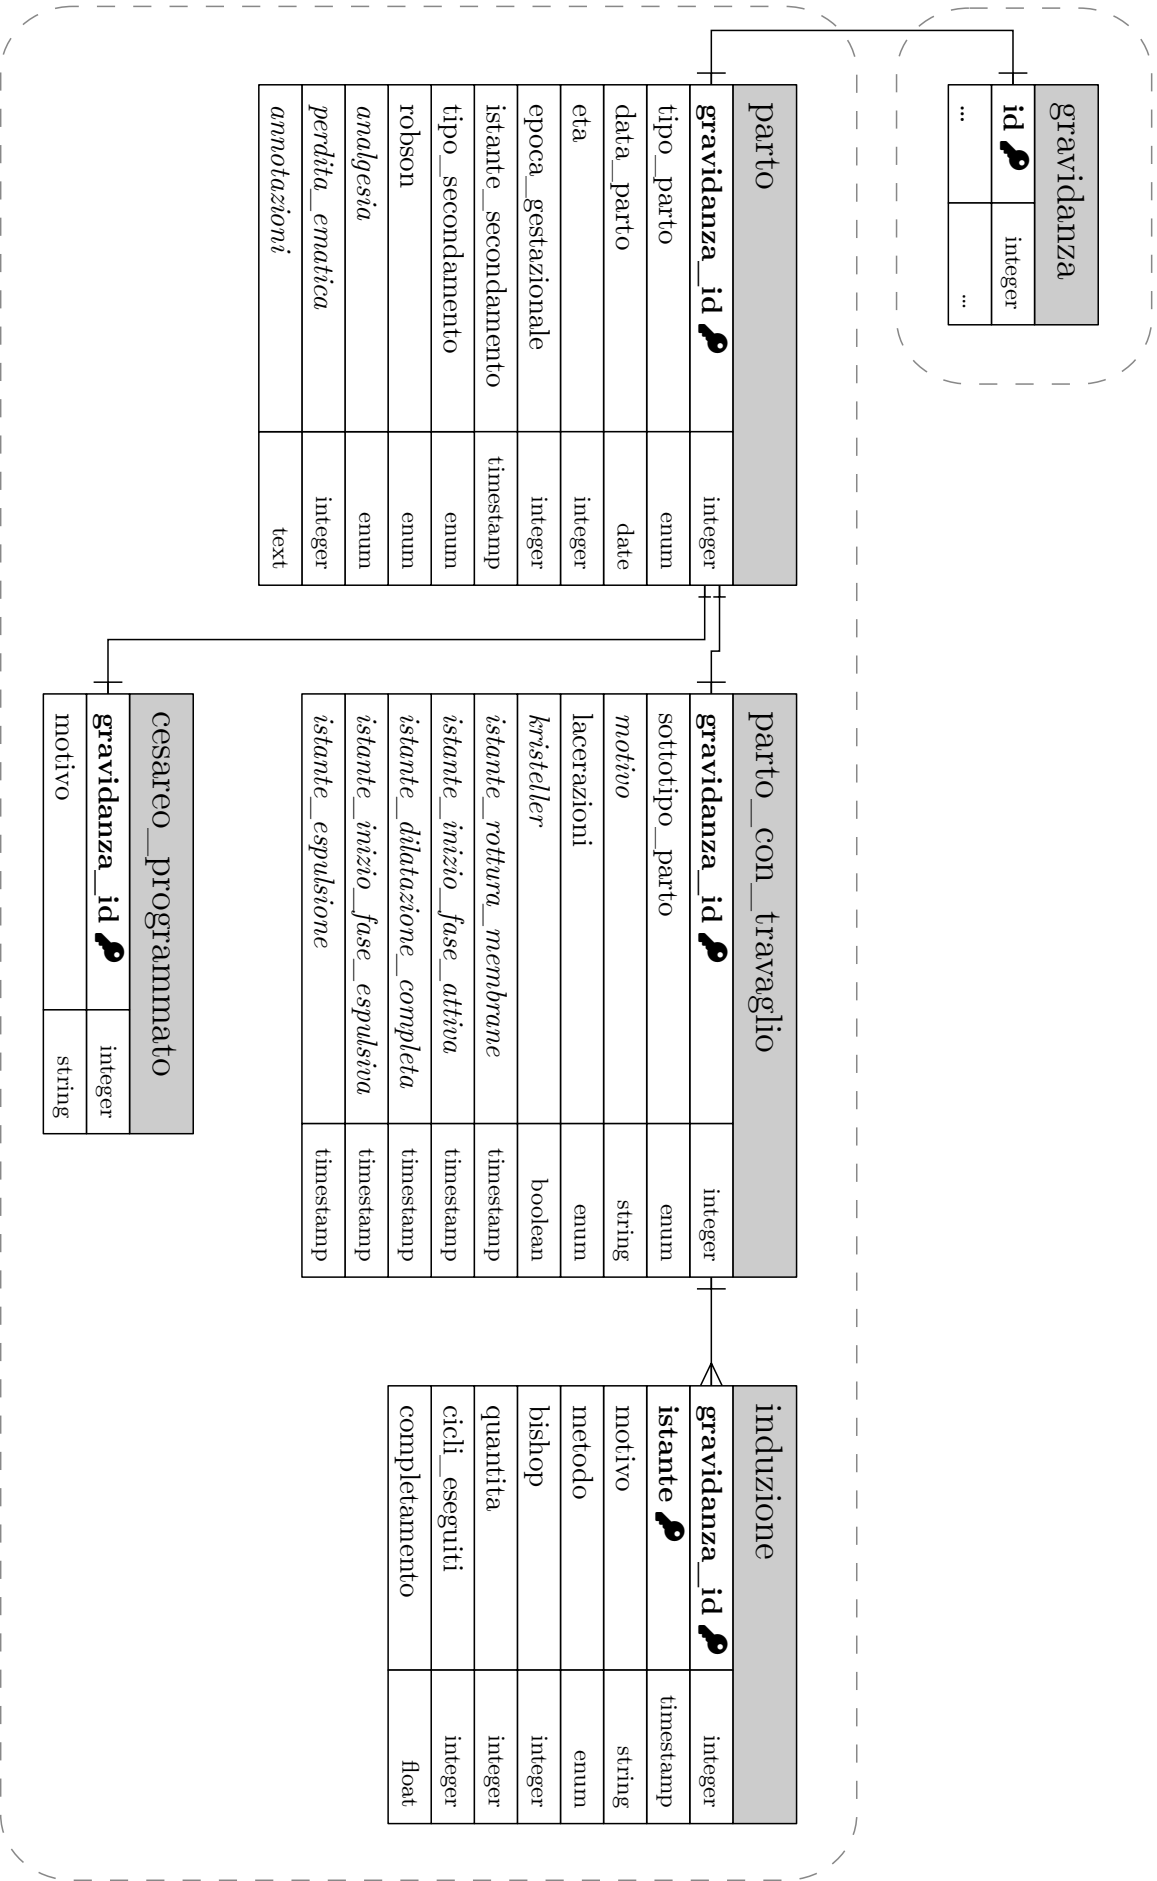 gravidanza
id integer
... ...
parto
gravidanza_id integer
tipo_parto enum
data_parto date
eta integer
epoca_gestazionale integer
istante_secondamento timestamp
tipo_secondamento enum
robson enum
analgesia enum
perdita_ematica integer
annotazioni text
parto_con_travaglio
gravidanza_id integer
sottotipo_parto enum
motivo string
lacerazioni enum
kristeller boolean
istante_rottura_membrane timestamp
istante_inizio_fase_attiva timestamp
istante_dilatazione_completa timestamp
istante_inizio_fase_espulsiva timestamp
istante_espulsione timestamp
induzione
gravidanza_id integer
istante timestamp
motivo string
metodo enum
bishop integer
quantita integer
cicli_eseguiti integer
completamento float
cesareo_programmato
gravidanza_id integer
motivo string